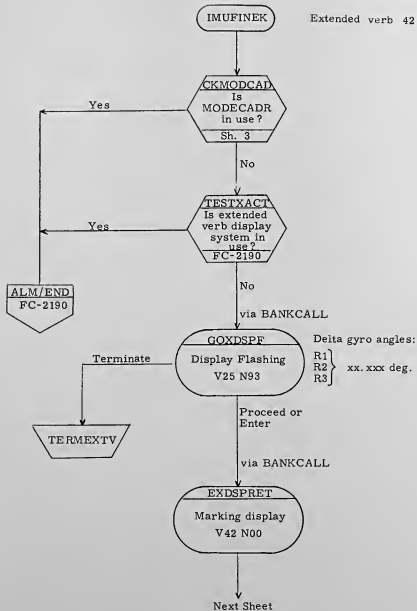 IMUFINEK
Extended verb 42
CKMODCAD
Is
MODECADR
in use?
Sh. 3
Yes
No
TESTXACT
Is extended
verb display
system in
use?
FC-2190
Yes
No
ALM/END
FC-2190
via BANKCALL
GOXDSPF
Display Flashing
V25 N93
Delta gyro angles:
R1
R2
R3
xx.xxx deg.
Terminate
TERMEXTV
Proceed or
Enter
via BANKCALL
EXDSPRET
Marking display
V42 N00
Next Sheet